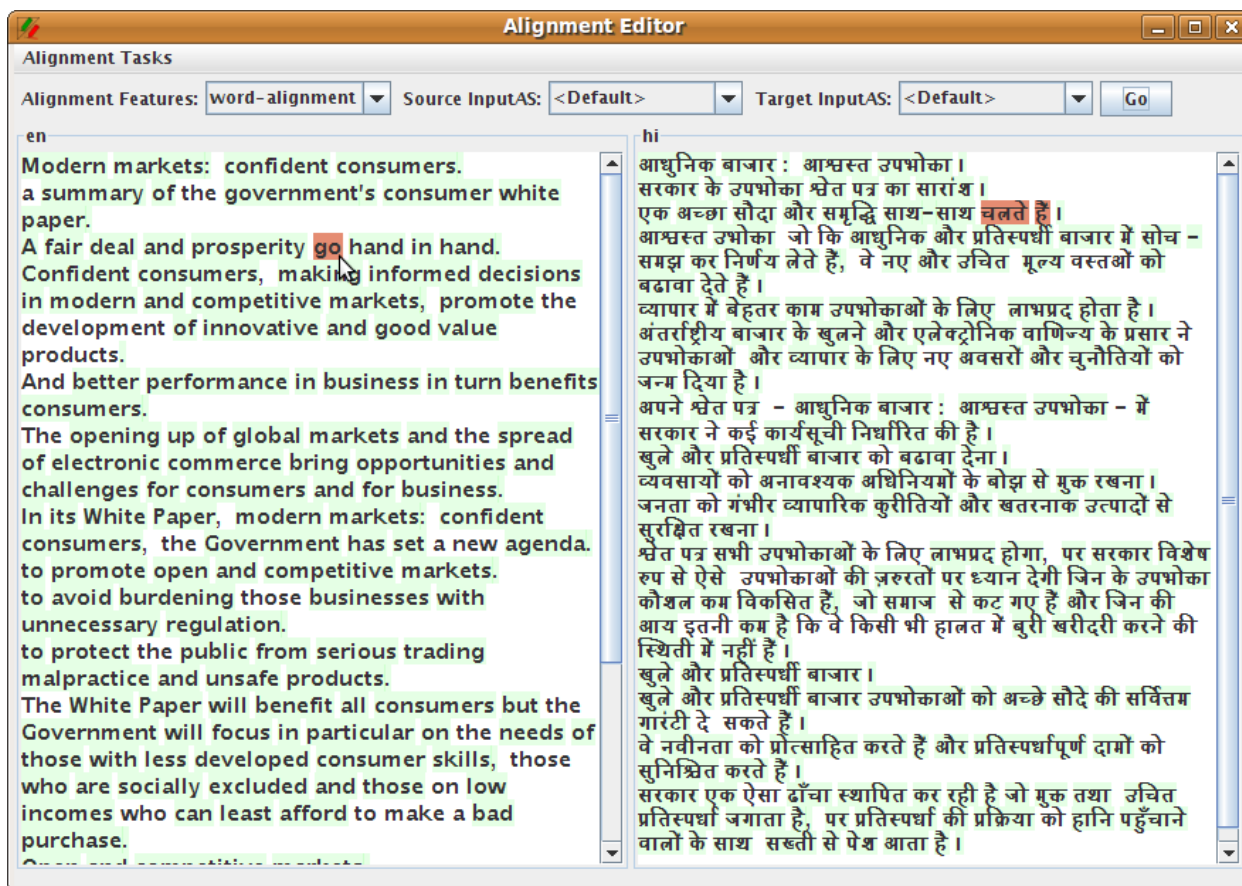 Alignment Editor
Alignment Tasks
Alignment Features: word-alignment Source InputAS: <Default> Target InputAS: <Default> Go
en
Modern markets: confident consumers.
a summary of the government's consumer white
paper.
A fair deal and prosperity go hand in hand.
Confident consumers, making informed decisions
in modern and competitive markets, promote the
development of innovative and good value
products.
And better performance in business in turn benefits
consumers.
The opening up of global markets and the spread
of electronic commerce bring opportunities and
challenges for consumers and for business.
In its White Paper, modern markets: confident
consumers, the Government has set a new agenda.
to promote open and competitive markets.
to avoid burdening those businesses with
unnecessary regulation.
to protect the public from serious trading
malpractice and unsafe products.
The White Paper will benefit all consumers but the
Government will focus in particular on the needs of
those with less developed consumer skills, those
who are socially excluded and those on low
incomes who can least afford to make a bad
purchase.
Open and competitive markets.
hi
आधुनिक बाजार : आश्वस्त उपभोक्ता ।
सरकार के उपभोक्ता श्वेत पत्र का सारांश ।
एक अच्छा सौदा और समृद्धि साथ-साथ चलते हैं ।
आश्वस्त उभोक्ता जो कि आधुनिक और प्रतिस्पर्धी बाजार में सोच -
समझ कर निर्णय लेते हैं, वे नए और उचित मूल्य वस्तओं को
बढावा देते हैं ।
व्यापार में बेहतर काम उपभोक्ताओं के लिए लाभप्रद होता है ।
अंतर्राष्ट्रीय बाजार के खुलने और एलेक्ट्रोनिक वाणिज्य के प्रसार ने
उपभोक्ताओं और व्यापार के लिए नए अवसरों और चुनौतियों को
जन्म दिया है ।
अपने श्वेत पत्र - आधुनिक बाजार : आश्वस्त उपभोक्ता - में
सरकार ने कई कार्यसूची निर्धारित की है ।
खुले और प्रतिस्पर्धी बाजार को बढावा देना ।
व्यवसायों को अनावश्यक अधिनियमों के बोझ से मुक्त रखना ।
जनता को गंभीर व्यापारिक कुरीतियों और खतरनाक उत्पादों से
सुरक्षित रखना ।
श्वेत पत्र सभी उपभोक्ताओं के लिए लाभप्रद होगा, पर सरकार विशेष
रुप से ऐसे उपभोक्ताओं की ज़रुरतों पर ध्यान देगी जिन के उपभोक्ता
कौशल कम विकसित हैं, जो समाज से कट गए हैं और जिन की
आय इतनी कम है कि वे किसी भी हालत में बुरी खरीदरी करने की
स्थिती में नहीं हैं ।
खुले और प्रतिस्पर्धी बाजार ।
खुले और प्रतिस्पर्धी बाजार उपभोक्ताओं को अच्छे सौदे की सर्वित्तम
गारंटी दे सकते हैं ।
वे नवीनता को प्रोत्साहित करते हैं और प्रतिस्पर्धापूर्ण दामों को
सुनिश्चित करते हैं ।
सरकार एक ऐसा ढाँचा स्थापित कर रही है जो मुक्त तथा उचित
प्रतिस्पर्धा जगाता है, पर प्रतिस्पर्धा की प्रक्रिया को हानि पहुँचाने
वालों के साथ सख्ती से पेश आता है ।